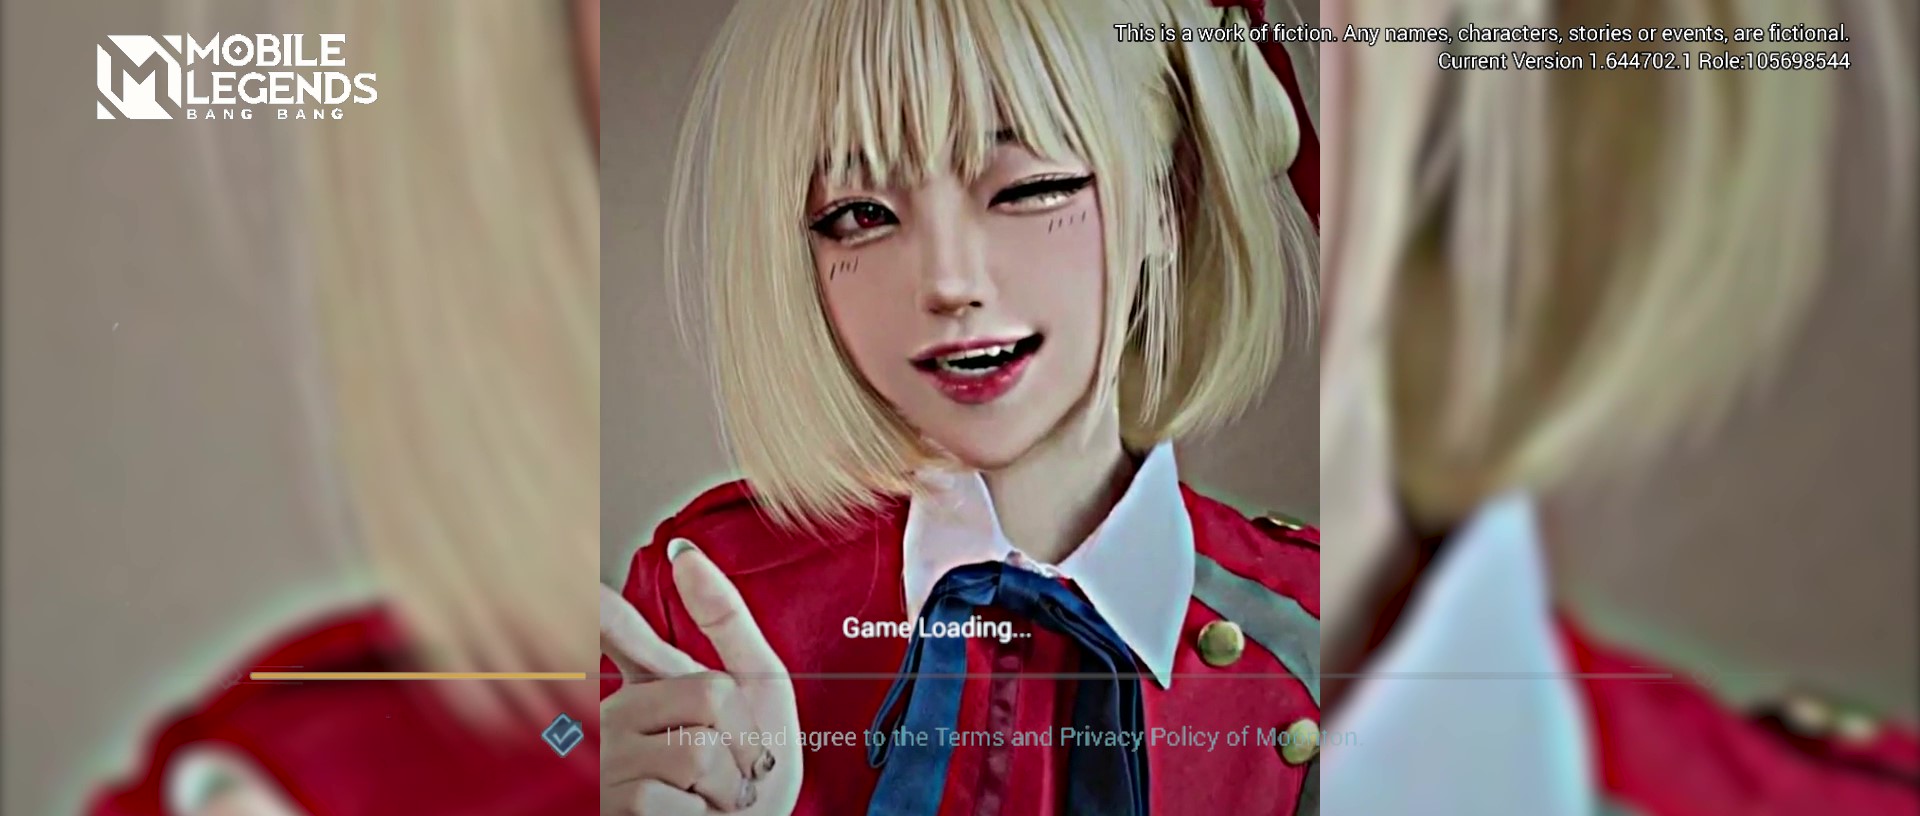 MOBILE
LEGENDS
BANG BANG
This is a work of fiction. Any names, characters, stories or events, are fictional.
Current Version 1.644702.1 Role:105698544
Game Loading...
I have read agree to the Terms and Privacy Policy of Moonton.